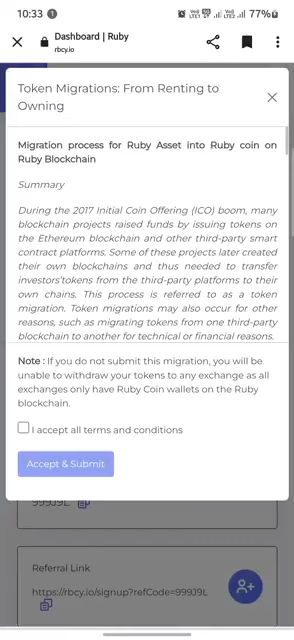 10:33 1
Vo) LTE1 5G Vo) LTE2 77%
Dashboard | Ruby
rbcy.io
Token Migrations: From Renting to
Owning
Migration process for Ruby Asset into Ruby coin on
Ruby Blockchain
Summary
During the 2017 Initial Coin Offering (ICO) boom, many
blockchain projects raised funds by issuing tokens on
the Ethereum blockchain and other third-party smart
contract platforms. Some of these projects later created
their own blockchains and thus needed to transfer
investors'tokens from the third-party platforms to their
own chains. This process is referred to as a token
migration. Token migrations may also occur for other
reasons, such as migrating tokens from one third-party
blockchain to another for technical or financial reasons.
Note : If you do not submit this migration, you will be
unable to withdraw your tokens to any exchange as all
exchanges only have Ruby Coin wallets on the Ruby
blockchain.
I accept all terms and conditions
Accept & Submit
999J9L
Referral Link
https://rbcy.io/signup?refCode=999J9L